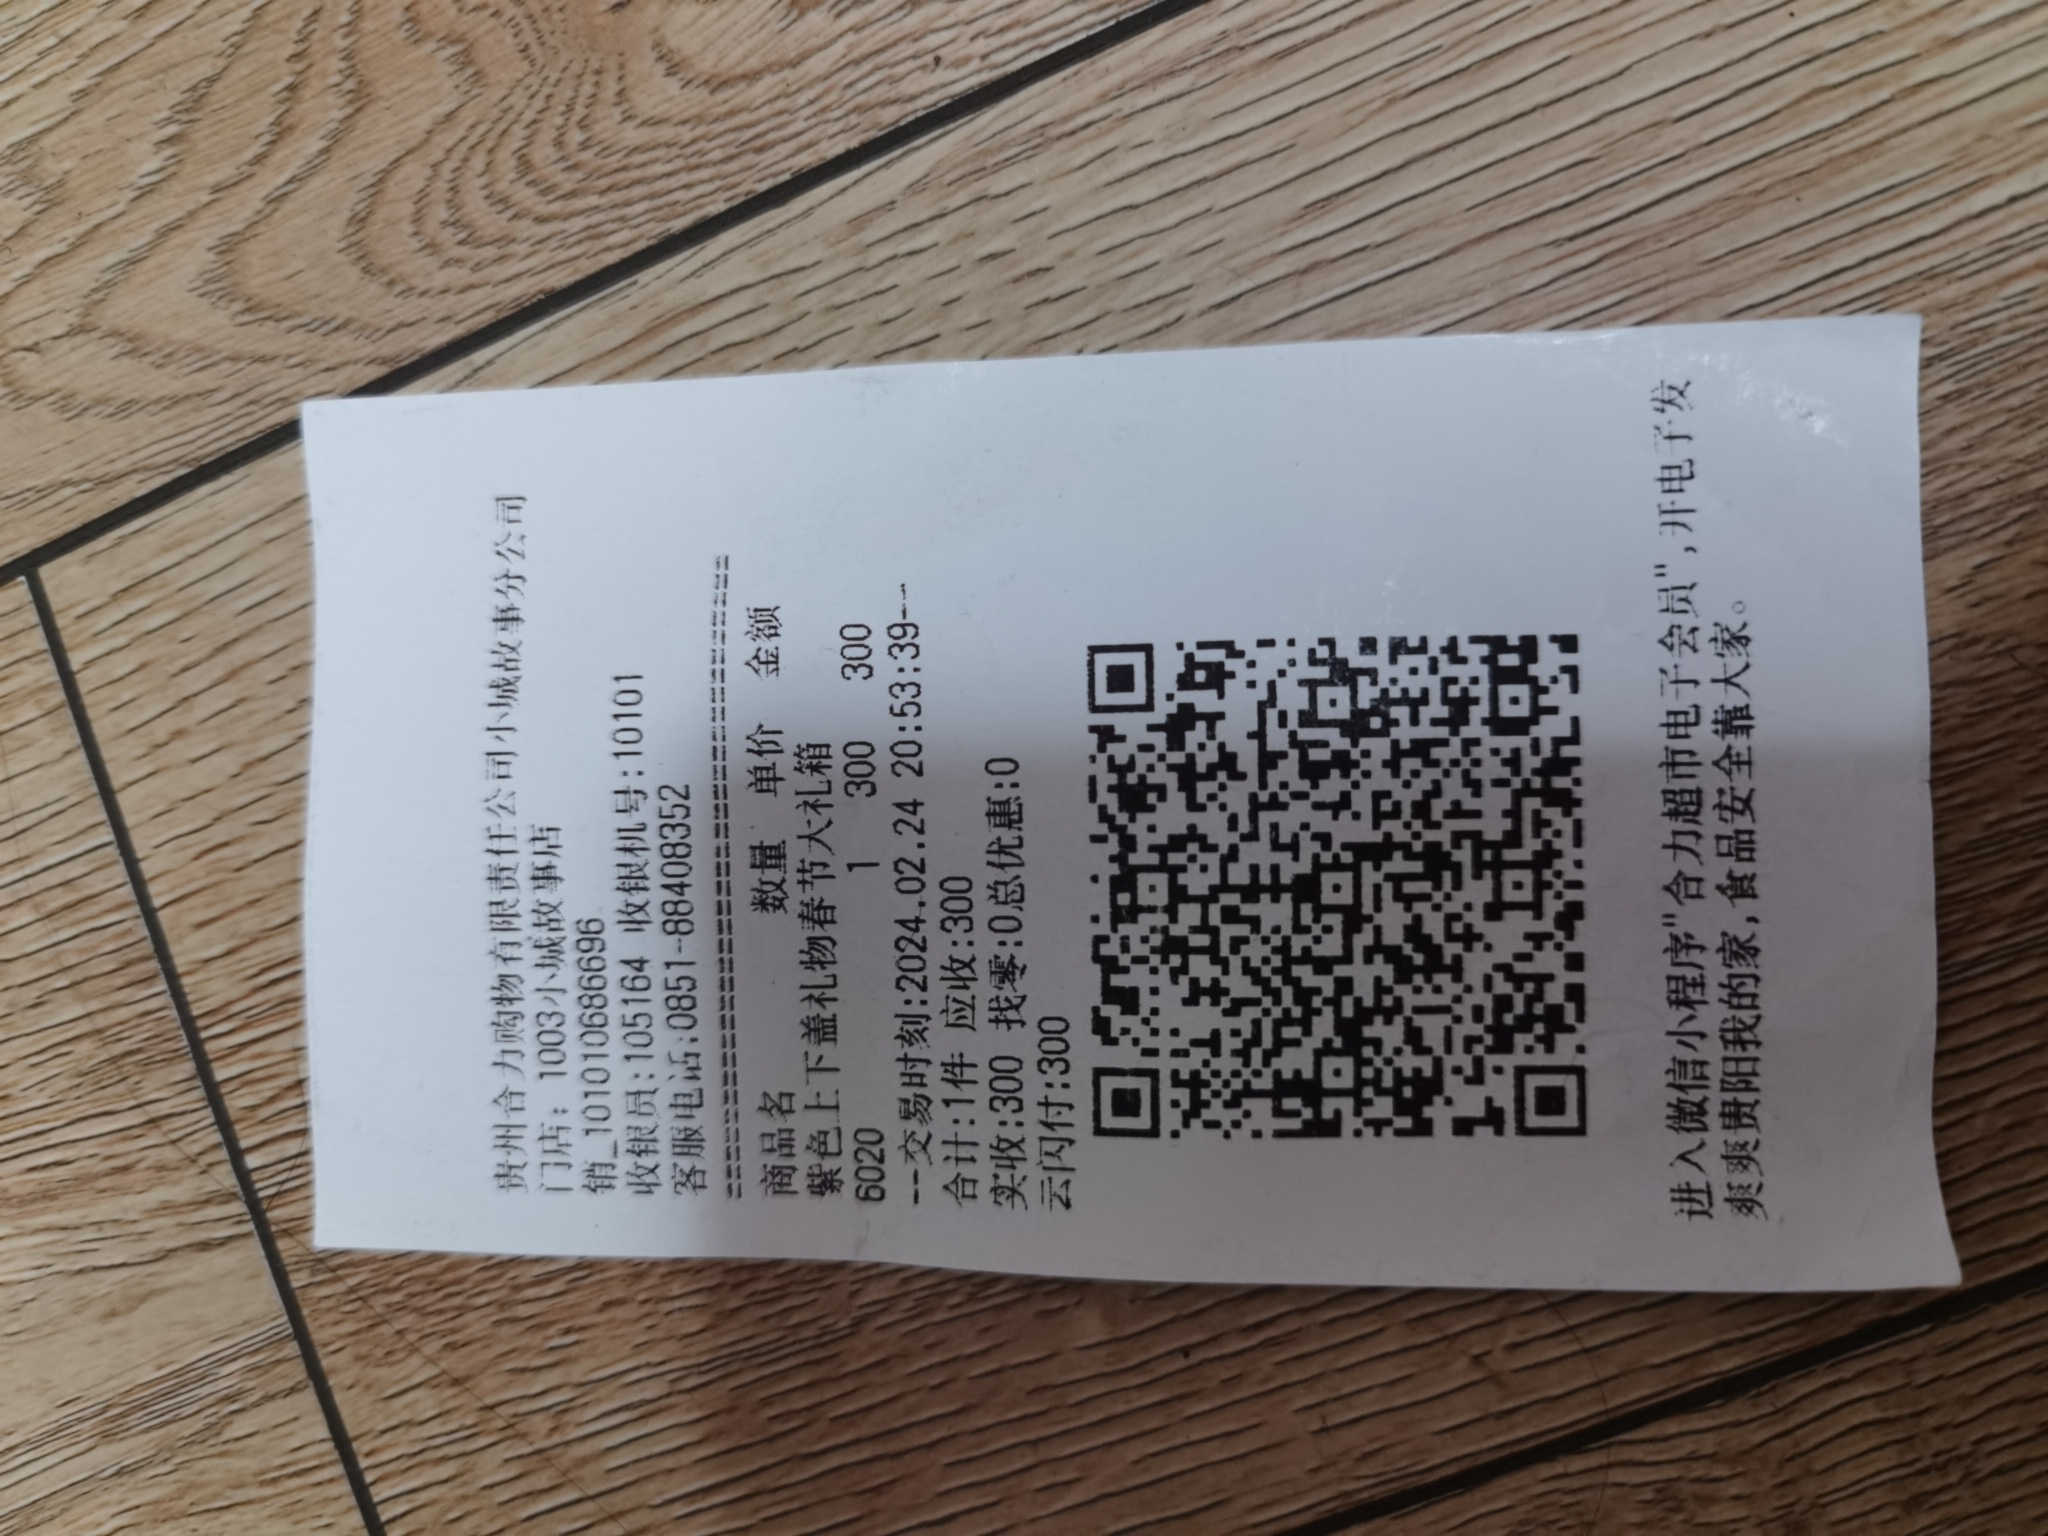 贵州合力购物有限责任公司小城故事分公司
门店: 1003小城故事店
销_1010101068​6696
收银员:105164 收银机号:10101
客服电话:0851-88408352
========================================
商品名 数量 单价 金额
紫色上下盖礼物春节大礼箱
6020 1 300 300
--交易时刻:2024.02.24 20:53:39--
合计:1件 应收:300
实收:300 找零:0总优惠:0
云闪付:300
进入微信小程序"合力超市电子会员",开电子发
爽爽贵阳我的家,食品安全靠大家。